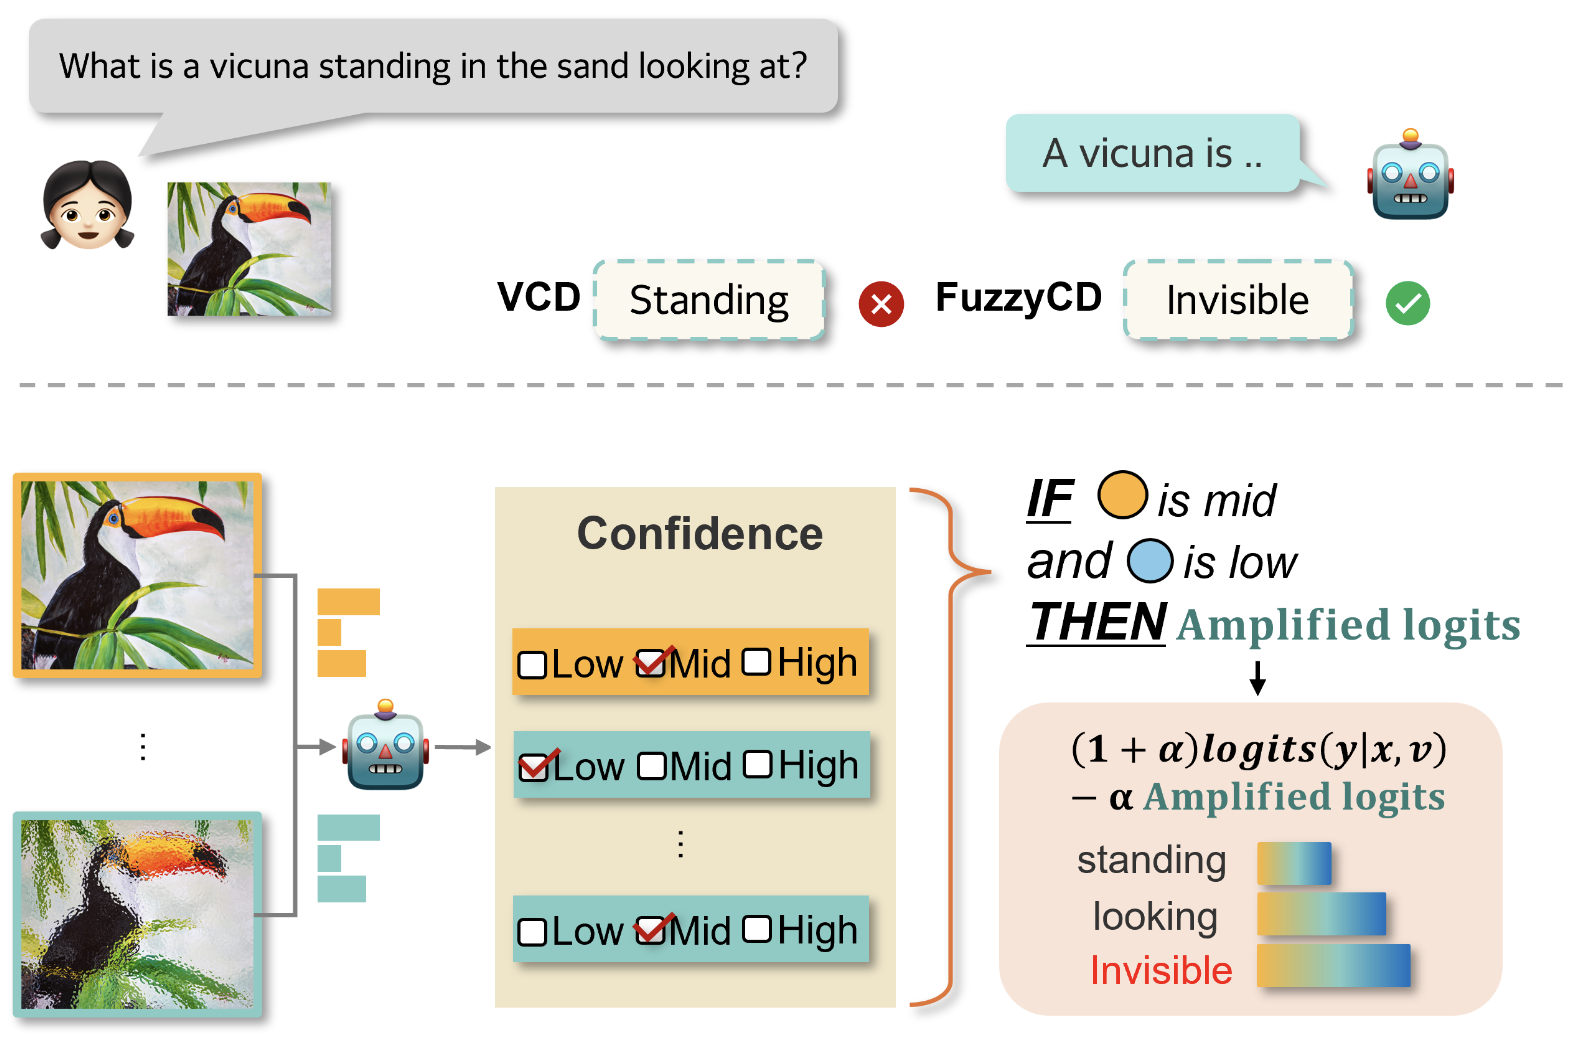 What is a vicuna standing in the sand looking at?
A vicuna is ..
VCD Standing FuzzyCD Invisible
Confidence
Low Mid High
Low Mid High
Low Mid High
IF is mid
and is low
THEN Amplified logits
(1 + α)logits(y|x, v)
− α Amplified logits
standing
looking
Invisible